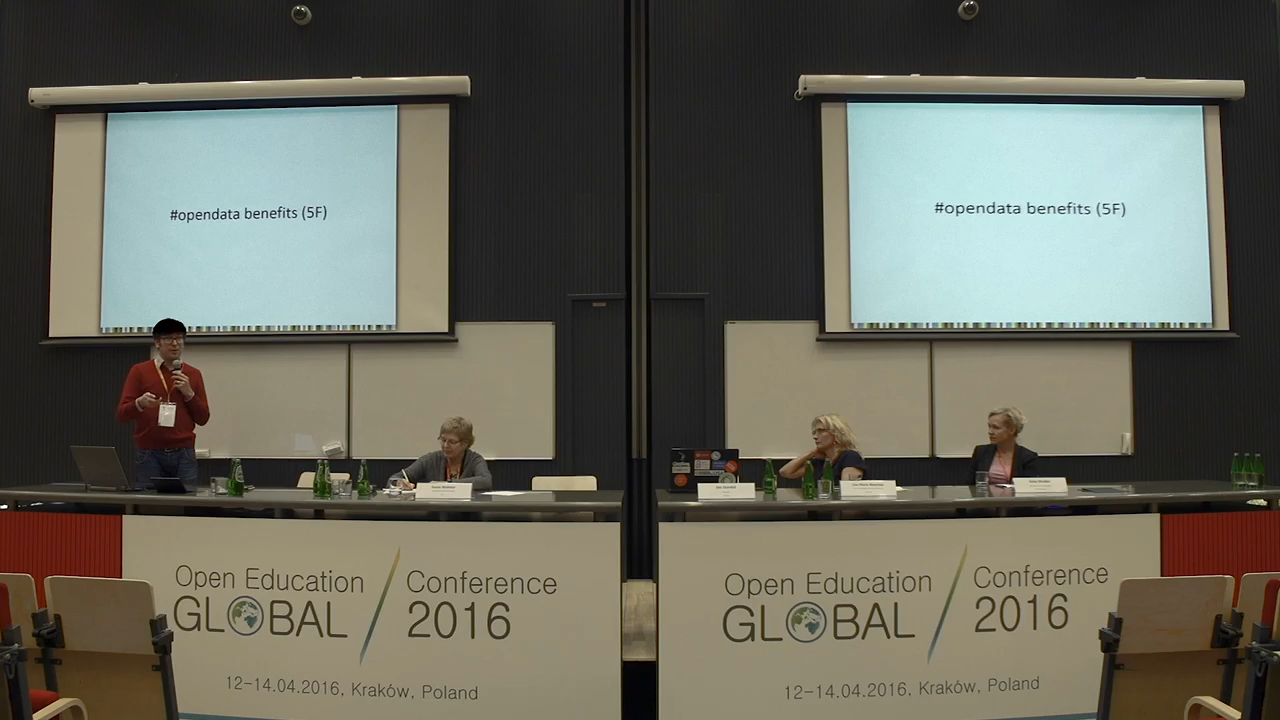 #opendata benefits (5F)
#opendata benefits (5F)
Open Education
GLOBAL
Conference
2016
12-14.04.2016, Kraków, Poland
Open Education
GLOBAL
Conference
2016
12-14.04.2016, Kraków, Poland